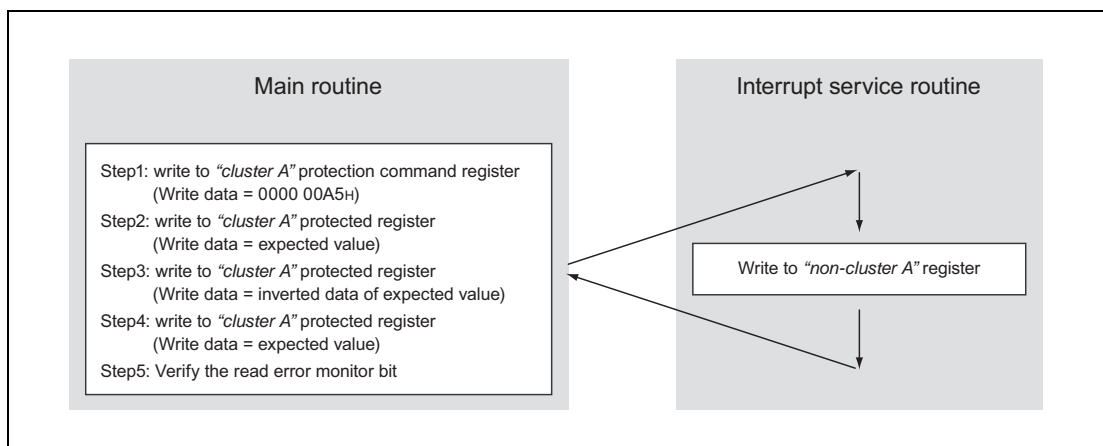 Main routine
Step1: write to "cluster A" protection command register
(Write data = 0000 00A5H)
Step2: write to "cluster A" protected register
(Write data = expected value)
Step3: write to "cluster A" protected register
(Write data = inverted data of expected value)
Step4: write to "cluster A" protected register
(Write data = expected value)
Step5: Verify the read error monitor bit
Interrupt service routine
Write to "non-cluster A" register